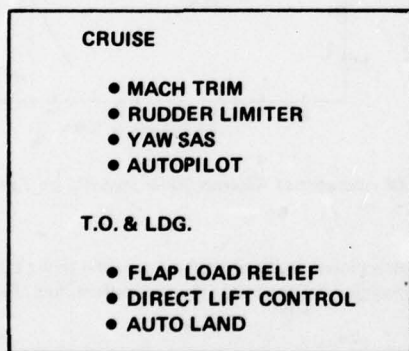 CRUISE
● MACH TRIM
● RUDDER LIMITER
● YAW SAS
● AUTOPILOT
T.O. & LDG.
● FLAP LOAD RELIEF
● DIRECT LIFT CONTROL
● AUTO LAND